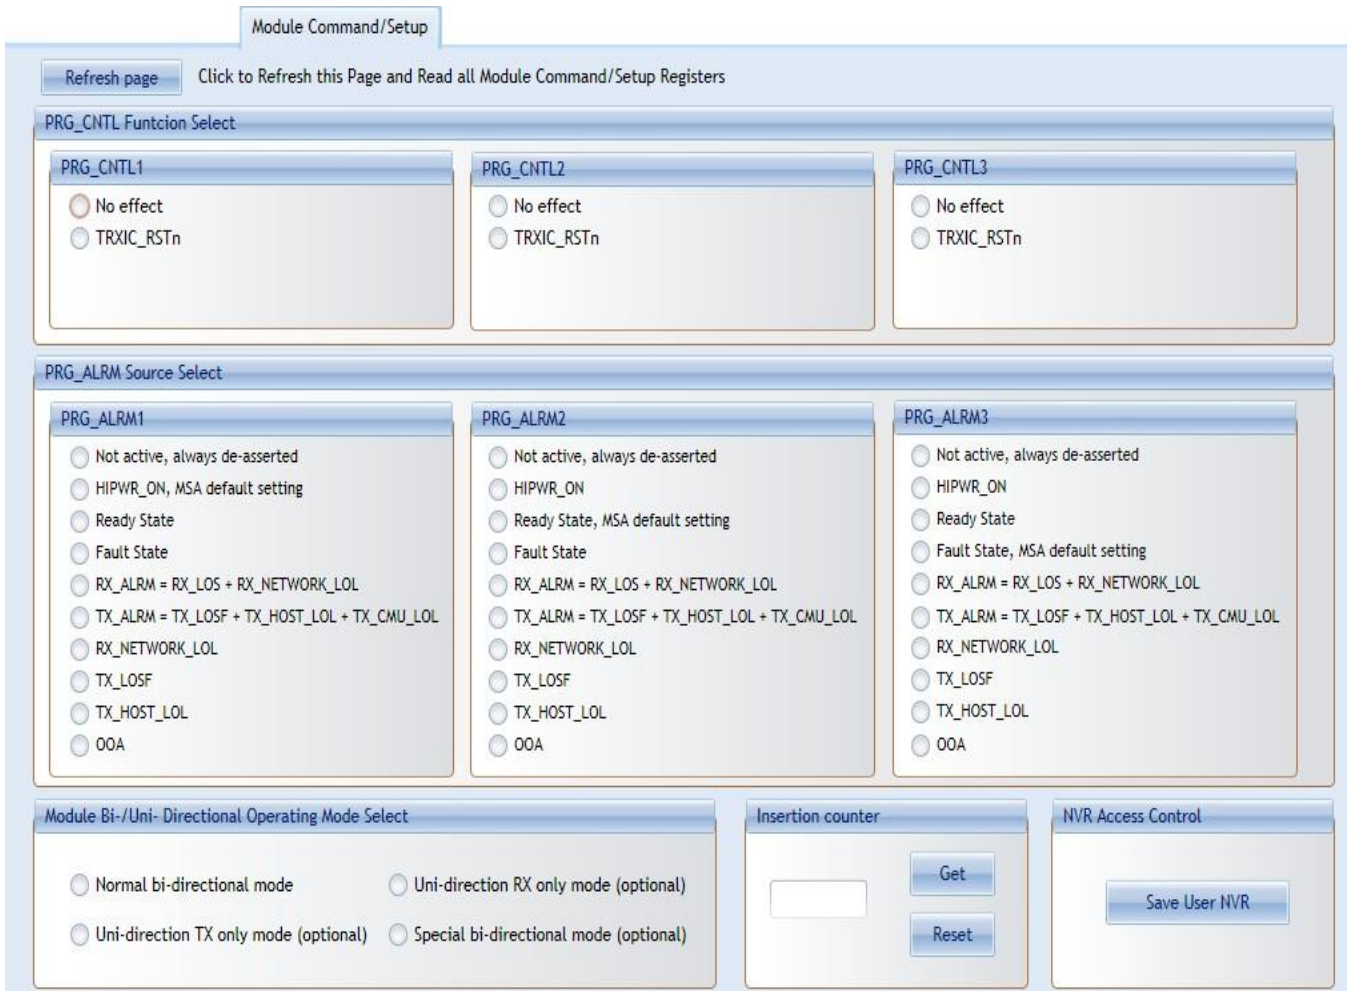 Module Command/Setup
Refresh page
Click to Refresh this Page and Read all Module Command/Setup Registers
PRG_CNTL Funtcion Select
PRG_CNTL1
No effect
TRXIC_RSTn
PRG_CNTL2
No effect
TRXIC_RSTn
PRG_CNTL3
No effect
TRXIC_RSTn
PRG_ALRM Source Select
PRG_ALRM1
Not active, always de-asserted
HIPWR_ON, MSA default setting
Ready State
Fault State
RX_ALRM = RX_LOS + RX_NETWORK_LOL
TX_ALRM = TX_LOSF + TX_HOST_LOL + TX_CMU_LOL
RX_NETWORK_LOL
TX_LOSF
TX_HOST_LOL
OOA
PRG_ALRM2
Not active, always de-asserted
HIPWR_ON
Ready State, MSA default setting
Fault State
RX_ALRM = RX_LOS + RX_NETWORK_LOL
TX_ALRM = TX_LOSF + TX_HOST_LOL + TX_CMU_LOL
RX_NETWORK_LOL
TX_LOSF
TX_HOST_LOL
OOA
PRG_ALRM3
Not active, always de-asserted
HIPWR_ON
Ready State
Fault State, MSA default setting
RX_ALRM = RX_LOS + RX_NETWORK_LOL
TX_ALRM = TX_LOSF + TX_HOST_LOL + TX_CMU_LOL
RX_NETWORK_LOL
TX_LOSF
TX_HOST_LOL
OOA
Module Bi-/Uni- Directional Operating Mode Select
Normal bi-directional mode
Uni-direction RX only mode (optional)
Uni-direction TX only mode (optional)
Special bi-directional mode (optional)
Insertion counter
Get
Reset
NVR Access Control
Save User NVR